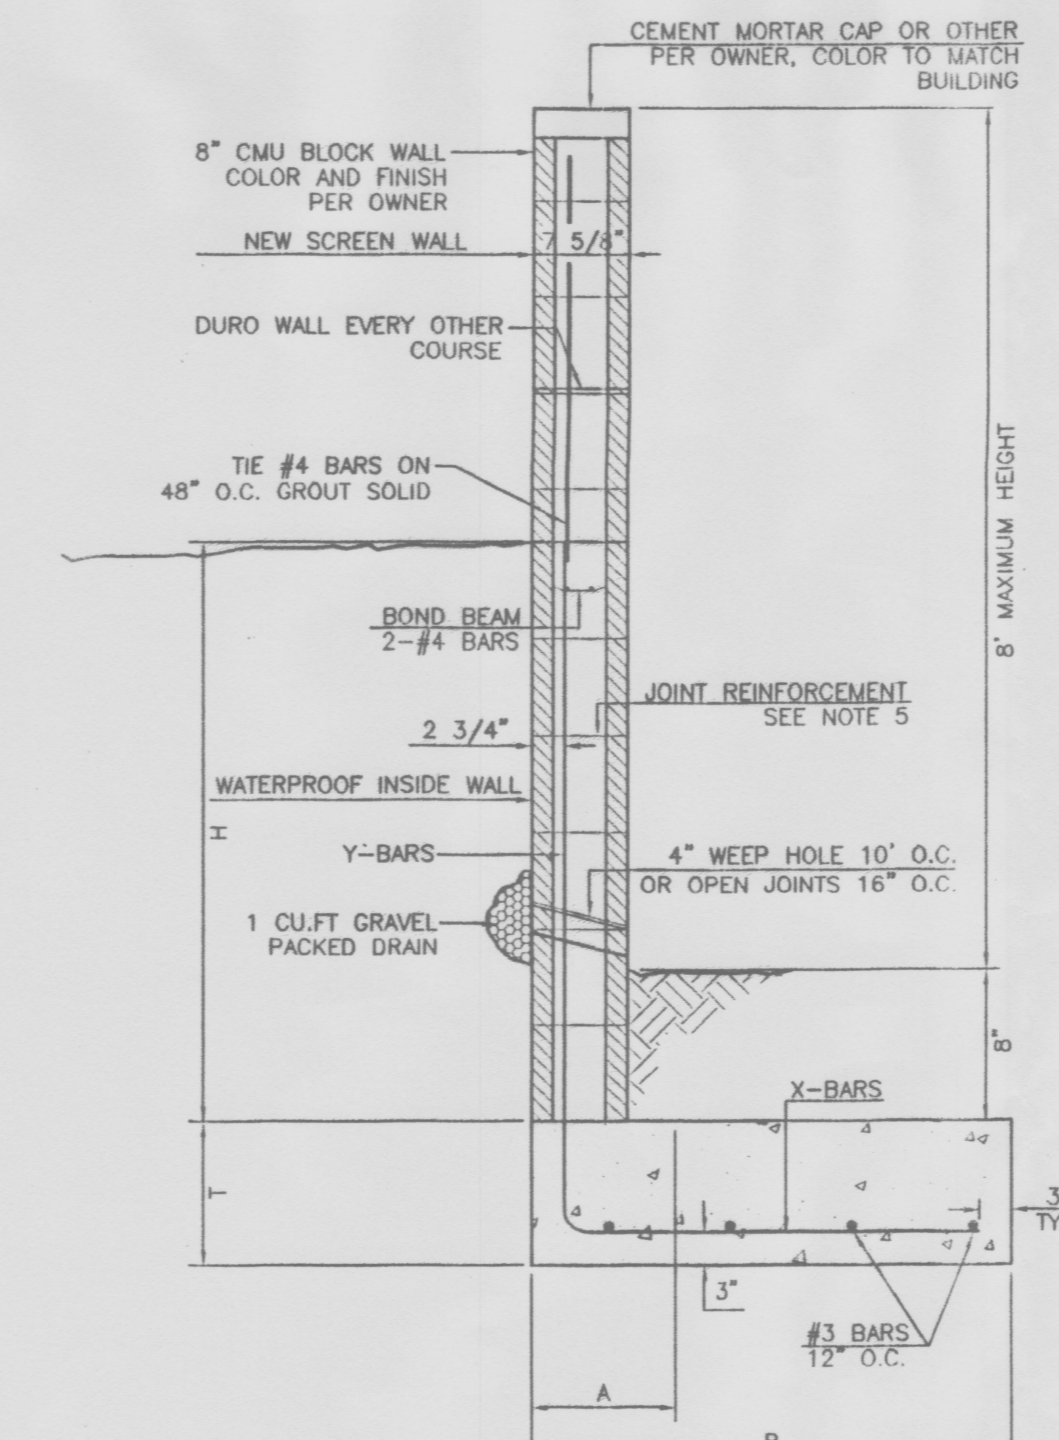 CEMENT MORTAR CAP OR OTHER
PER OWNER, COLOR TO MATCH
BUILDING
8" CMU BLOCK WALL
COLOR AND FINISH
PER OWNER
NEW SCREEN WALL
7 5/8"
DURO WALL EVERY OTHER
COURSE
TIE #4 BARS ON
48" O.C. GROUT SOLID
8' MAXIMUM HEIGHT
BOND BEAM
2-#4 BARS
JOINT REINFORCEMENT
SEE NOTE 5
2 3/4"
WATERPROOF INSIDE WALL
H
Y-BARS
4" WEEP HOLE 10' O.C.
OR OPEN JOINTS 16" O.C.
1 CU.FT GRAVEL
PACKED DRAIN
8"
X-BARS
T
3
TY
3"
#3 BARS
12" O.C.
A